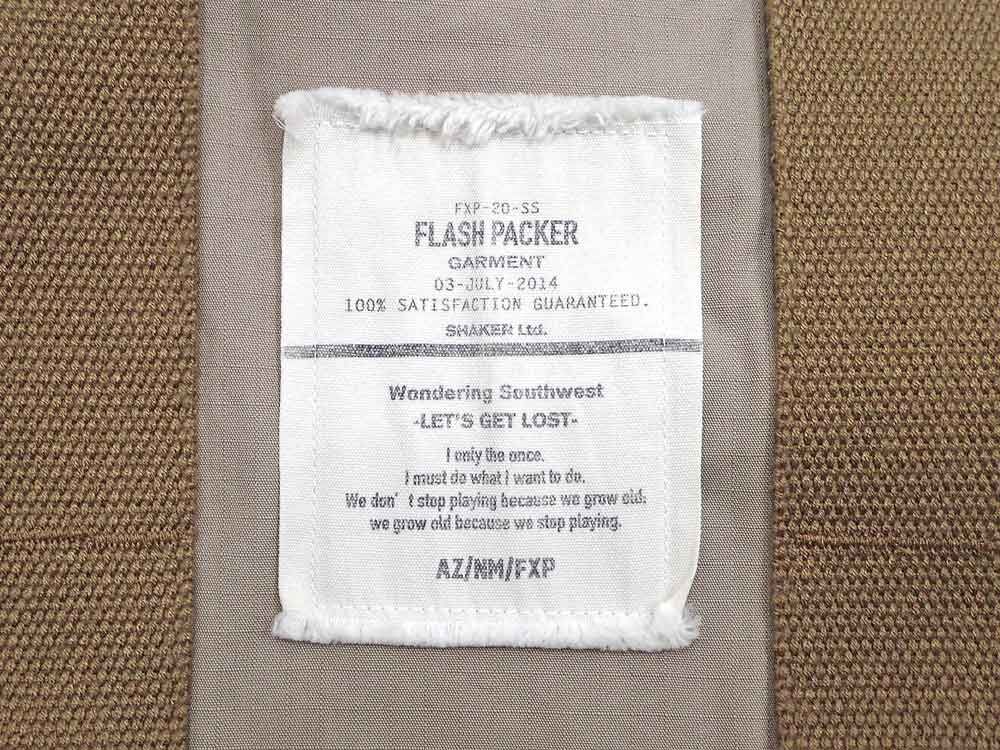 FXP-20-SS
FLASH PACKER
GARMENT
03-JULY-2014
100% SATISFACTION GUARANTEED.
SHAKER Ltd.
Wondering Southwest
-LET'S GET LOST-
I only the once.
I must do what I want to do.
We don' t stop playing because we grow old;
we grow old because we stop playing.
AZ/NM/FXP